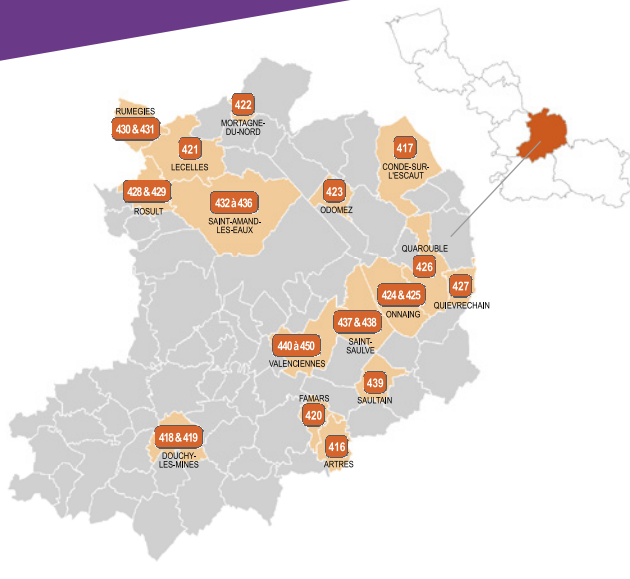 422
MORTAGNE-
DU-NORD
RUMEGIES
430 & 431
421
LECELLES
417
CONDE-SUR-
L'ESCAUT
428 & 429
ROSULT
432 à 436
SAINT-AMAND-
LES-EAUX
423
ODOMEZ
QUAROUBLE
426
427
QUIEVRECHAIN
424 & 425
ONNAING
437 & 438
SAINT-
SAULVE
440 à 450
VALENCIENNES
439
SAULTAIN
FAMARS
420
416
ARTRES
418 & 419
DOUCHY-
LES-MINES